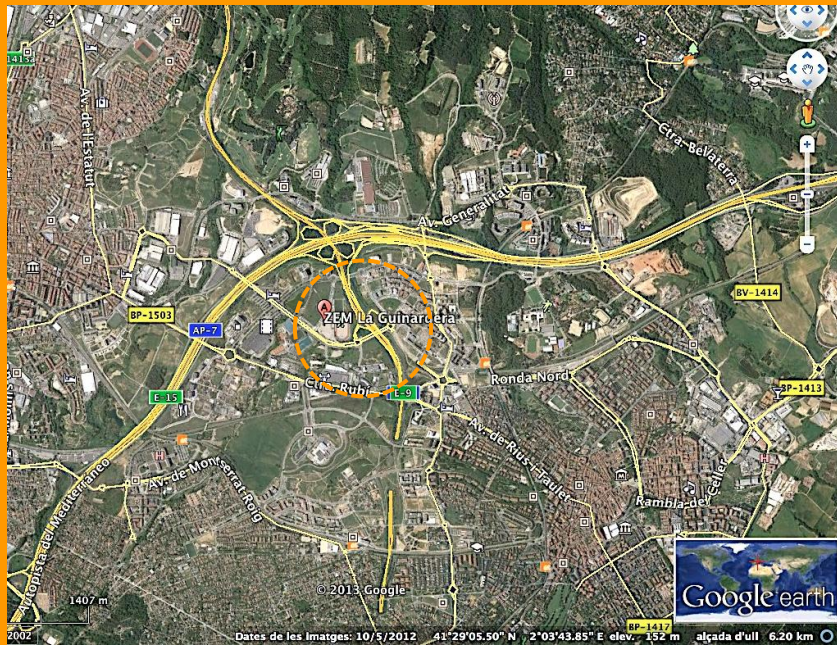 1413
Av. de l'Estatut
Ctra. Bellaterra
Av. Generalitat
BP-1503
AP-7
A
ZEM La Guinardera
BV-1414
E-15
Ctra. Rubí
E-9
Ronda Nord
BP-1413
Av. de Rius i Tauler
Av. de Montserrat Roig
Rambla del Celler
Autopista del Mediterráneo
© 2013 Google
1407 m
Google earth
BP-1417
2002
Dates de les Imatges: 10/5/2012 41°29'05.50" N 2°03'43.85" E elev. 152 m alçada d'ull 6.20 km